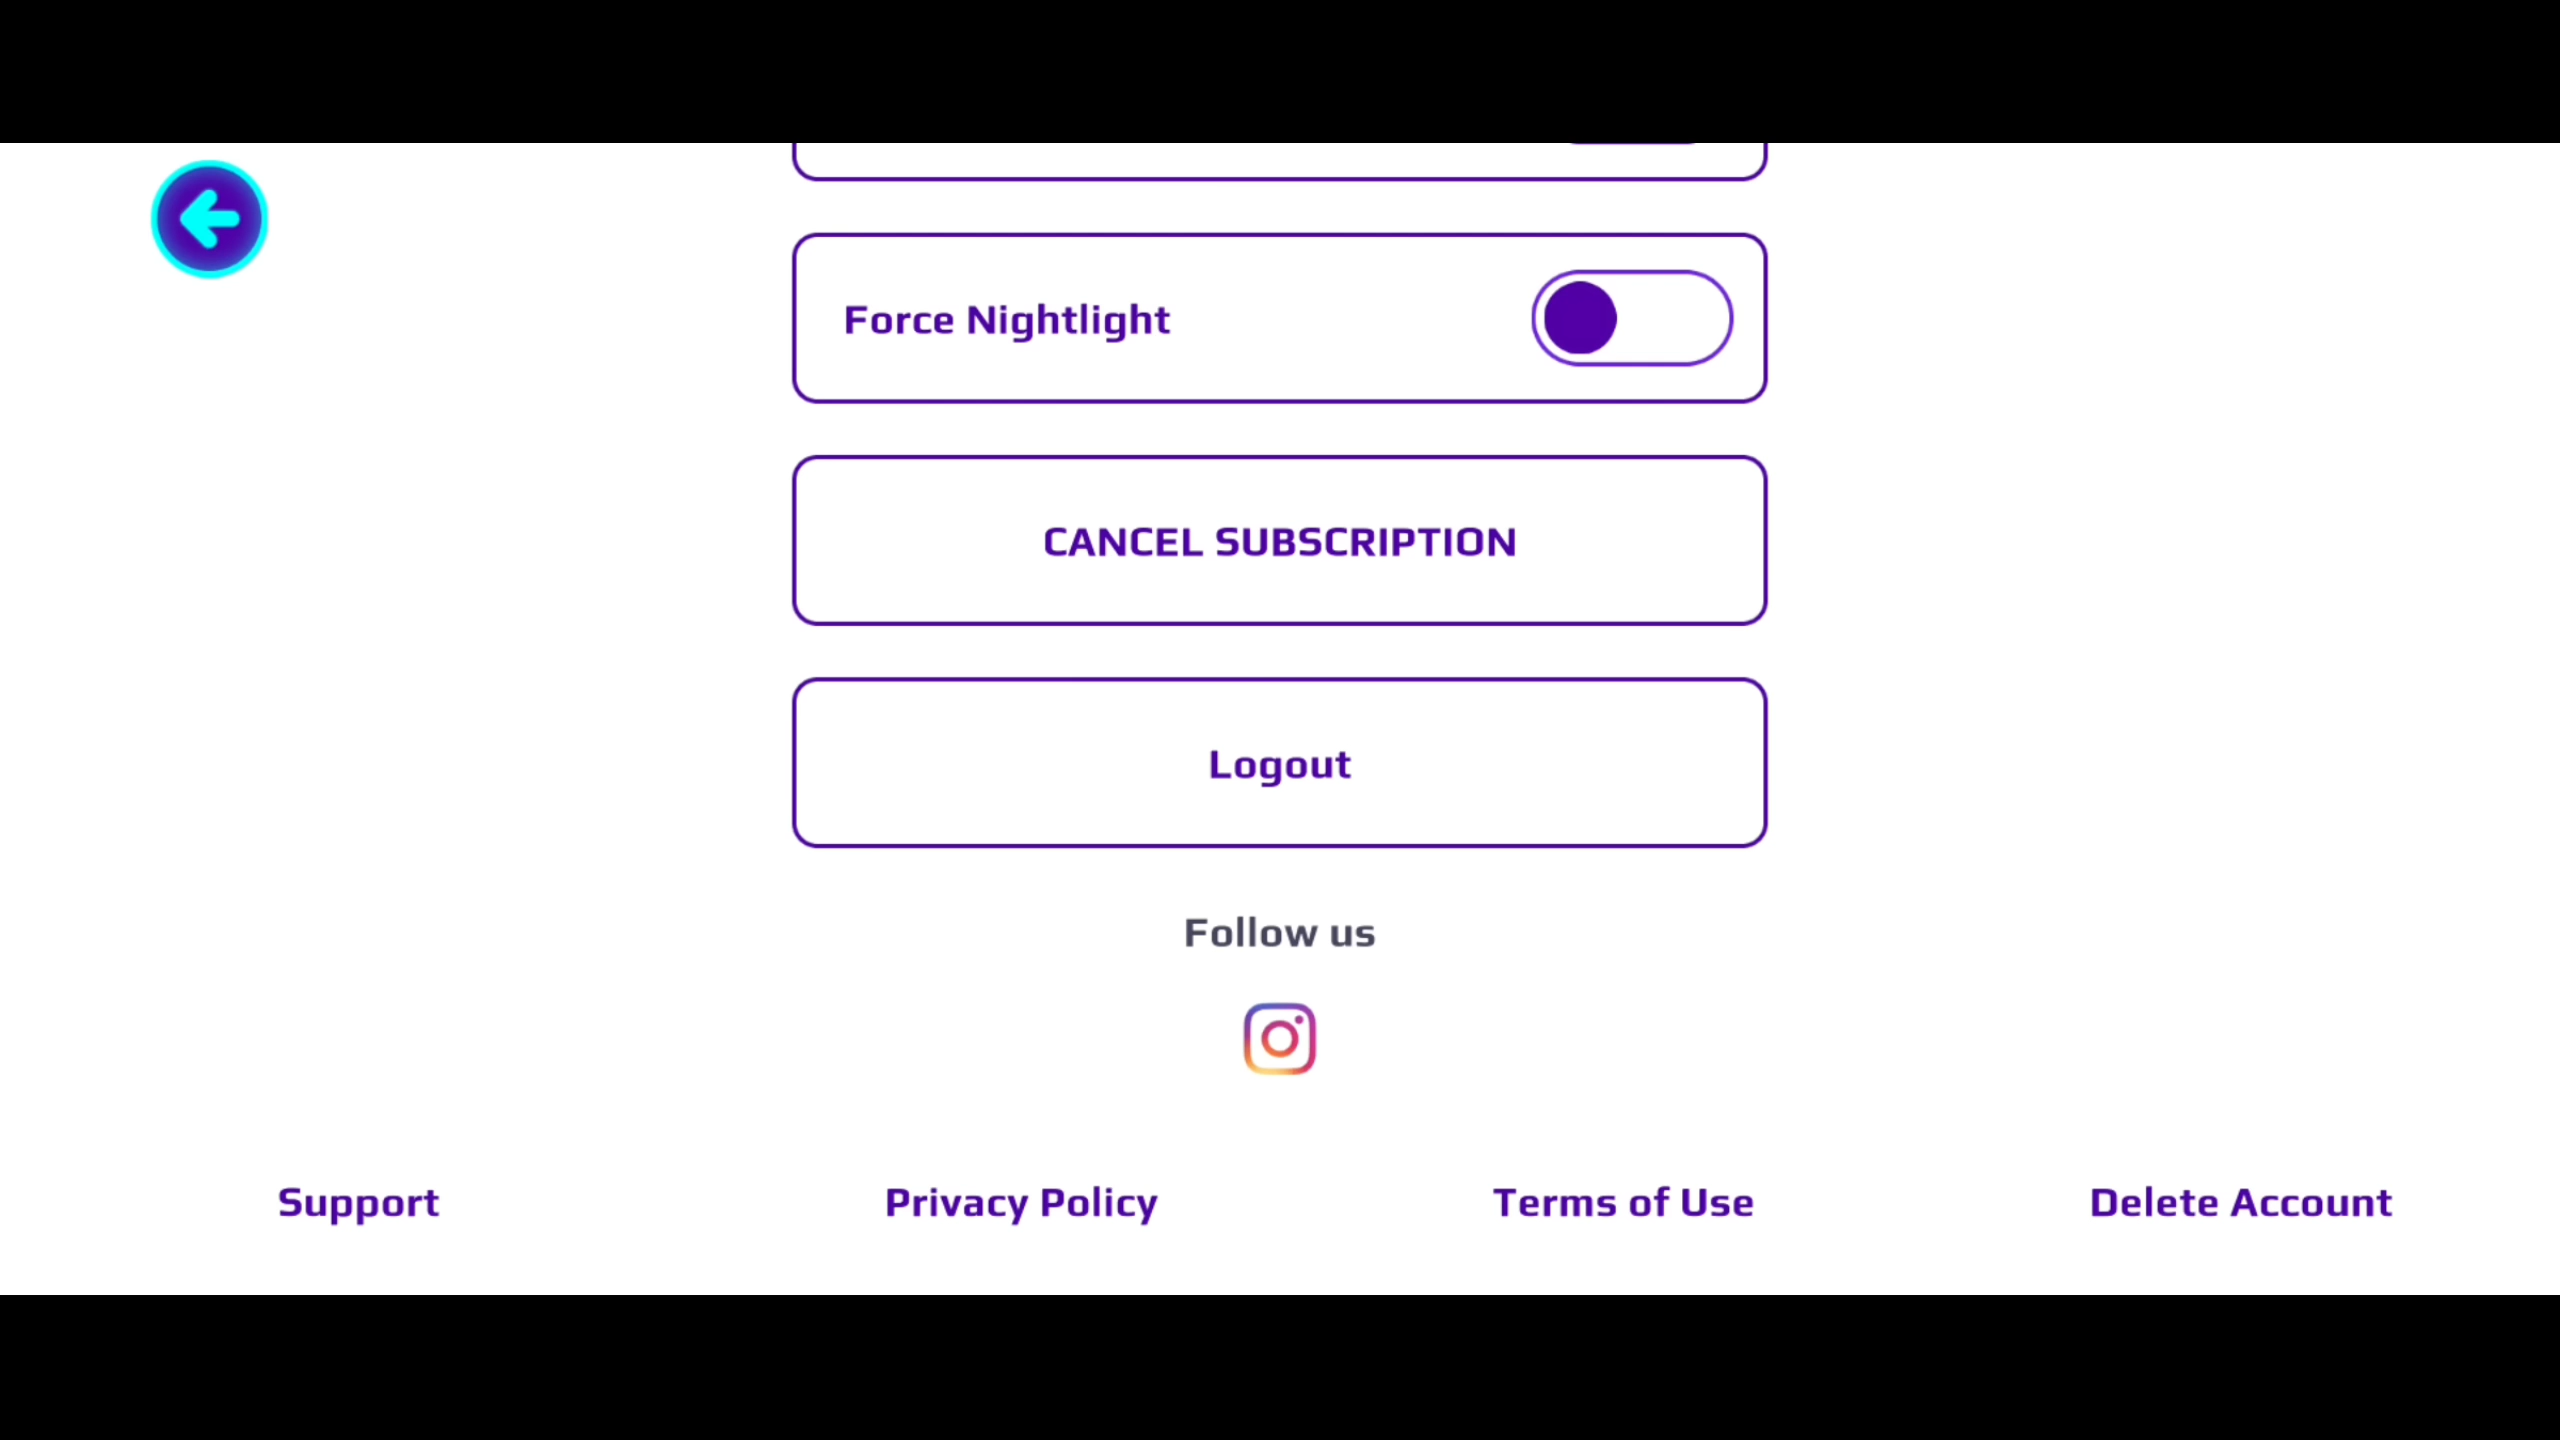 Force Nightlight
CANCEL SUBSCRIPTION
Logout
Follow us
Support
Privacy Policy
Terms of Use
Delete Account